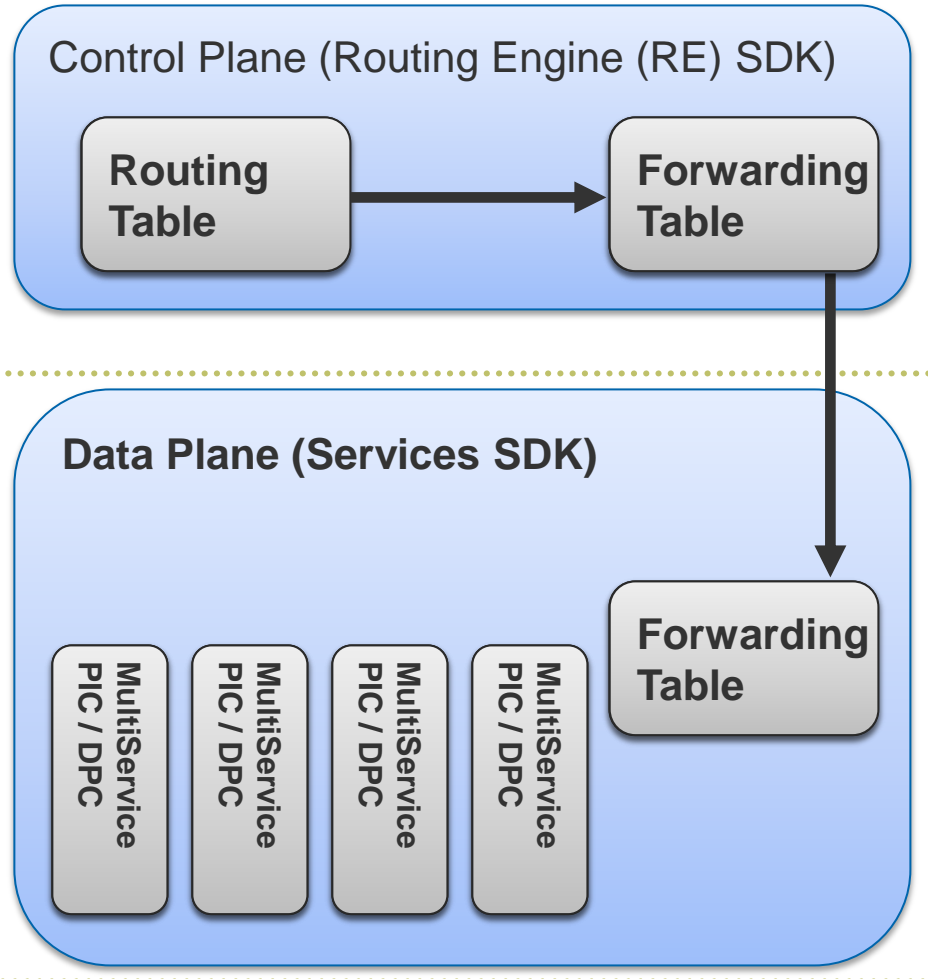 Control Plane (Routing Engine (RE) SDK)
Routing
Table
Forwarding
Table
Data Plane (Services SDK)
Forwarding
Table
MultiService
PIC / DPC
MultiService
PIC / DPC
MultiService
PIC / DPC
MultiService
PIC / DPC